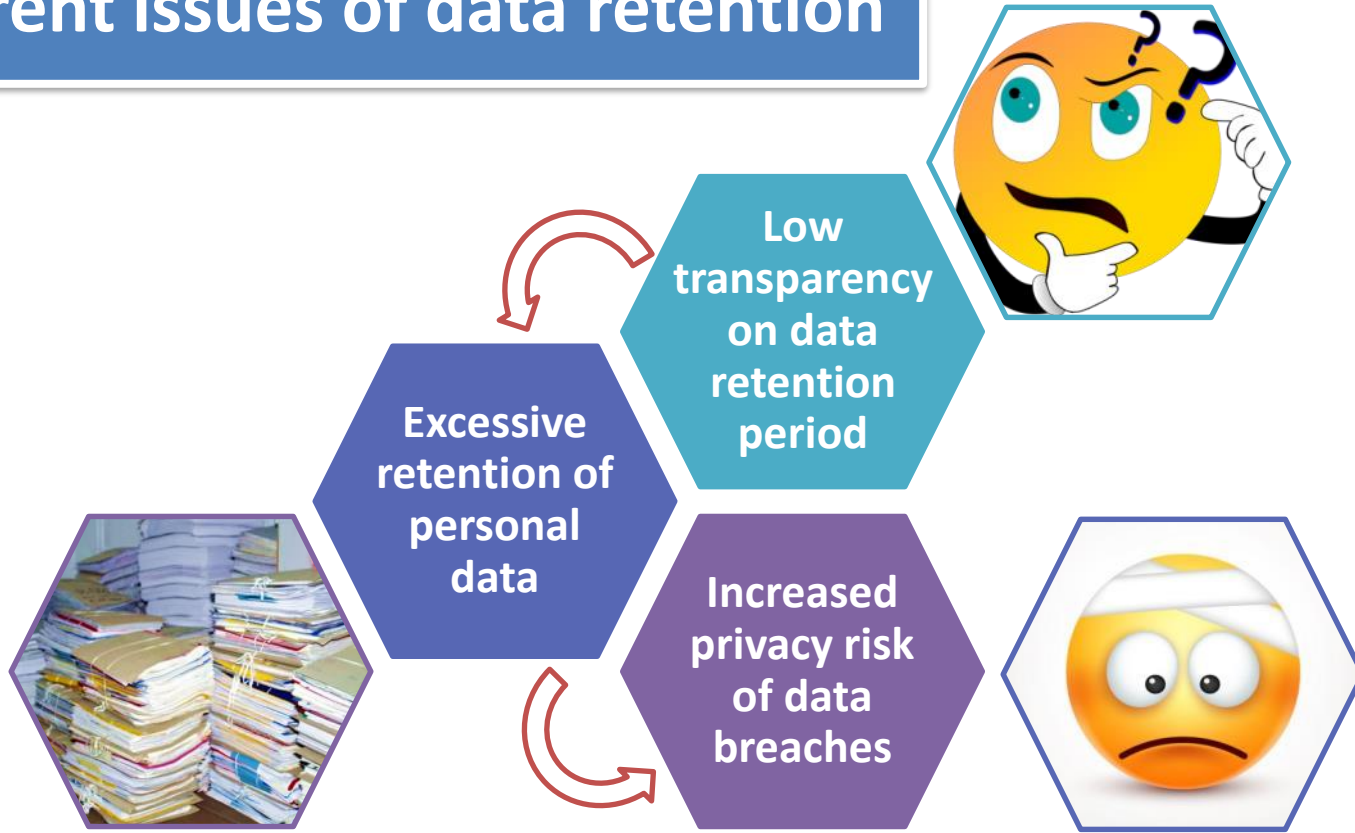 rent issues of data retention
Low
transparency
on data
retention
period
Excessive
retention of
personal
data
Increased
privacy risk
of data
breaches